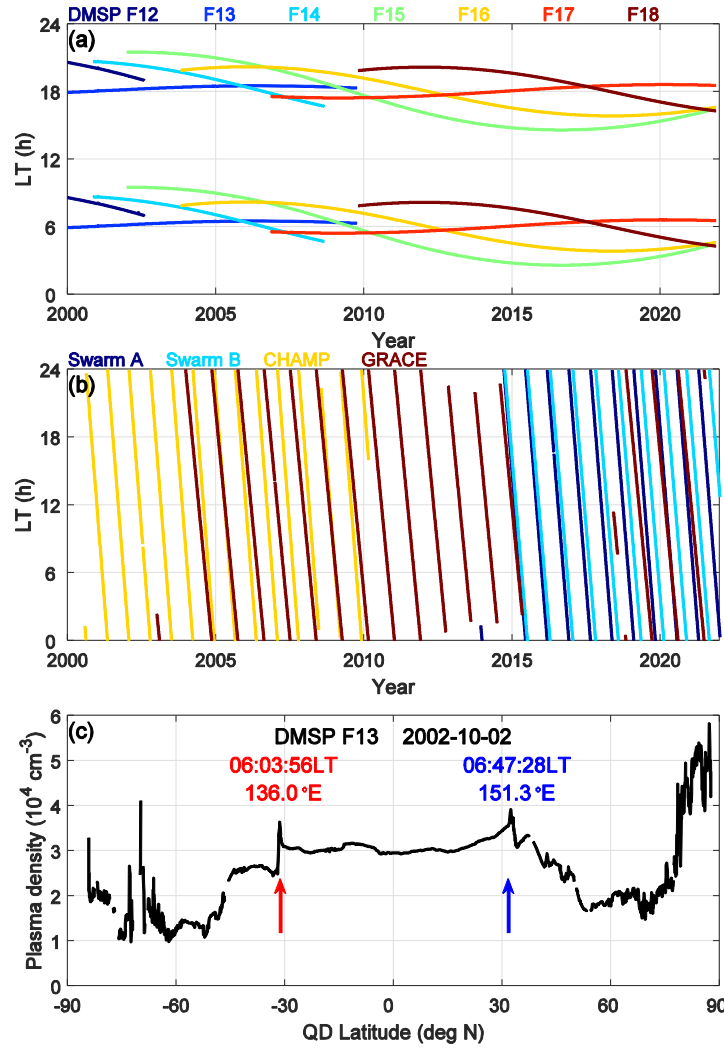 DMSP F12 F13 F14 F15 F16 F17 F18
(a)
24
18
12
6
0
LT (h)
2000 2005 2010 2015 2020
Year
Swarm A Swarm B CHAMP GRACE
(b)
24
18
12
6
0
LT (h)
2000 2005 2010 2015 2020
Year
(c)
DMSP F13 2002-10-02
06:03:56LT 06:47:28LT
136.0°E 151.3°E
6
5
4
3
2
1
0
Plasma density (10⁴ cm⁻³)
-90 -60 -30 0 30 60 90
QD Latitude (deg N)